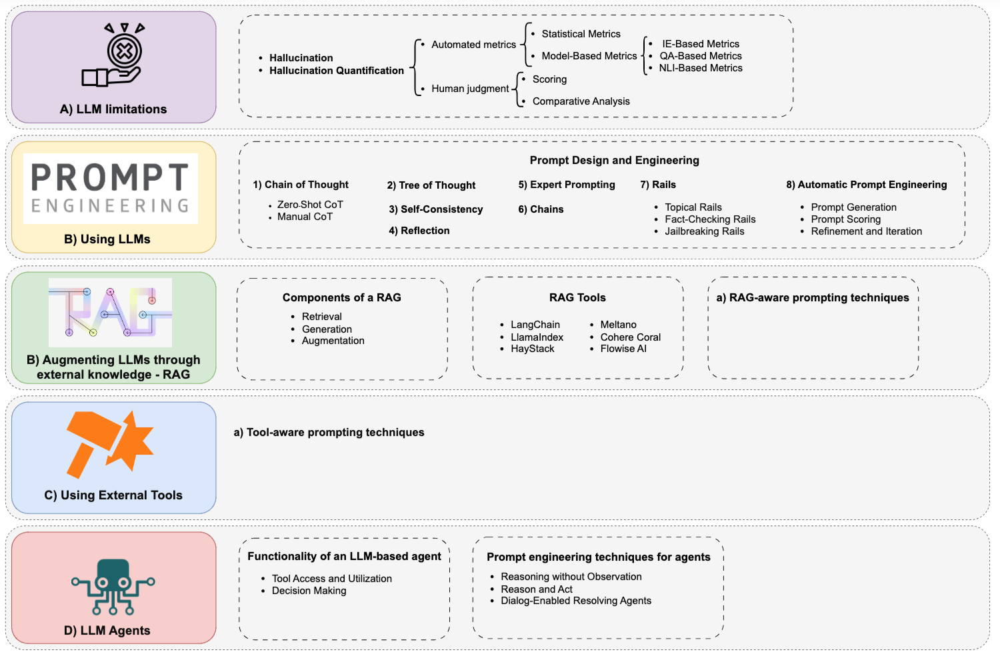 A) LLM limitations
Hallucination
Hallucination Quantification
Automated metrics
Statistical Metrics
Model-Based Metrics
IE-Based Metrics
QA-Based Metrics
NLI-Based Metrics
Human judgment
Scoring
Comparative Analysis
PROMPT
ENGINEERING
B) Using LLMs
Prompt Design and Engineering
1) Chain of Thought
Zero-Shot CoT
Manual CoT
2) Tree of Thought
3) Self-Consistency
4) Reflection
5) Expert Prompting
6) Chains
7) Rails
Topical Rails
Fact-Checking Rails
Jailbreaking Rails
8) Automatic Prompt Engineering
Prompt Generation
Prompt Scoring
Refinement and Iteration
RAG
B) Augmenting LLMs through
external knowledge - RAG
Components of a RAG
Retrieval
Generation
Augmentation
RAG Tools
LangChain
LlamaIndex
HayStack
Meltano
Cohere Coral
Flowise AI
a) RAG-aware prompting techniques
C) Using External Tools
a) Tool-aware prompting techniques
D) LLM Agents
Functionality of an LLM-based agent
Tool Access and Utilization
Decision Making
Prompt engineering techniques for agents
Reasoning without Observation
Reason and Act
Dialog-Enabled Resolving Agents